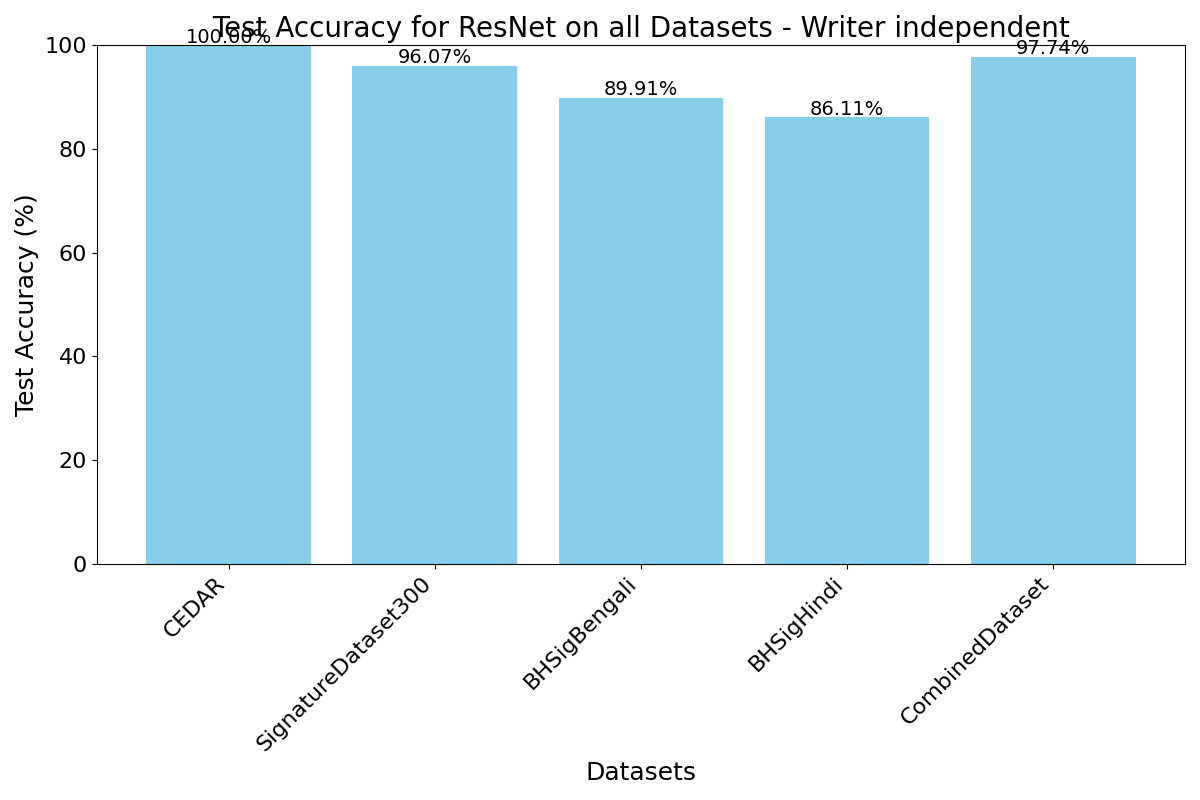 Test Accuracy for ResNet on all Datasets - Writer independent
100.00%
96.07%
89.91%
86.11%
97.74%
Test Accuracy (%)
100
80
60
40
20
0
CEDAR
SignatureDataset300
BHSigBengali
BHSigHindi
CombinedDataset
Datasets